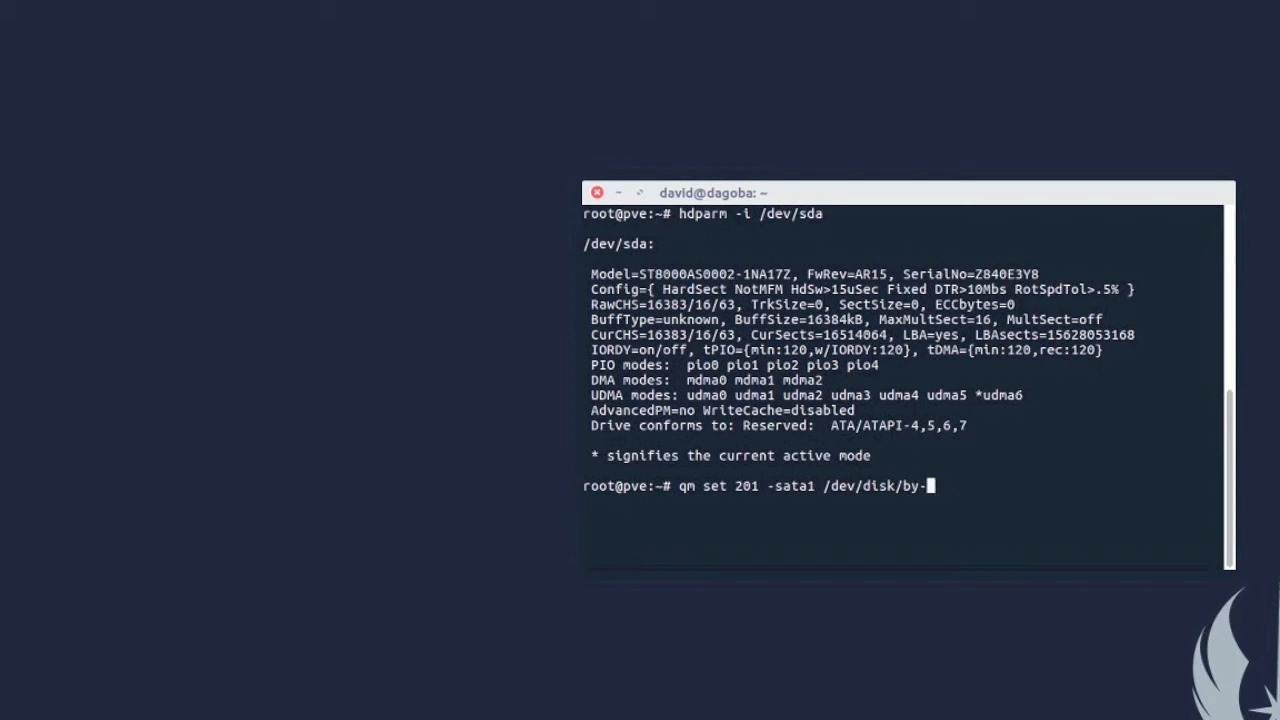 david@dagoba: ~
root@pve:~# hdparm -i /dev/sda
/dev/sda:
Model=ST8000AS0002-1NA17Z, FwRev=AR15, SerialNo=Z840E3Y8
Config={ HardSect NotMFM HdSw>15uSec Fixed DTR>10Mbs RotSpdTol>.5% }
RawCHS=16383/16/63, TrkSize=0, SectSize=0, ECCbytes=0
BuffType=unknown, BuffSize=16384kB, MaxMultSect=16, MultSect=off
CurCHS=16383/16/63, CurSects=16514064, LBA=yes, LBAsects=15628053168
IORDY=on/off, tPIO={min:120,w/IORDY:120}, tDMA={min:120,rec:120}
PIO modes:  pio0 pio1 pio2 pio3 pio4
DMA modes:  mdma0 mdma1 mdma2
UDMA modes: udma0 udma1 udma2 udma3 udma4 udma5 *udma6
AdvancedPM=no WriteCache=disabled
Drive conforms to: Reserved:  ATA/ATAPI-4,5,6,7
* signifies the current active mode
root@pve:~# qm set 201 -sata1 /dev/disk/by-